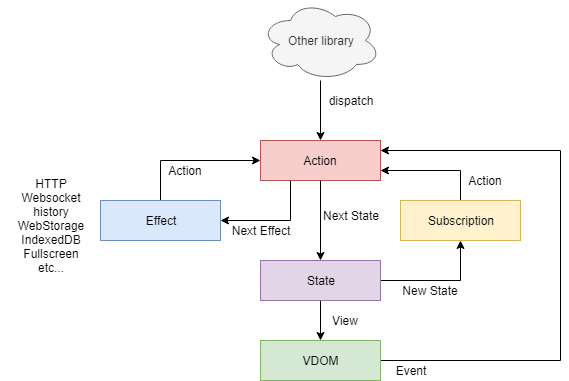 Other library
dispatch
Action
Action
Action
HTTP
Websocket
history
WebStorage
IndexedDB
Fullscreen
etc...
Effect
Next Effect
Next State
Subscription
State
New State
View
VDOM
Event